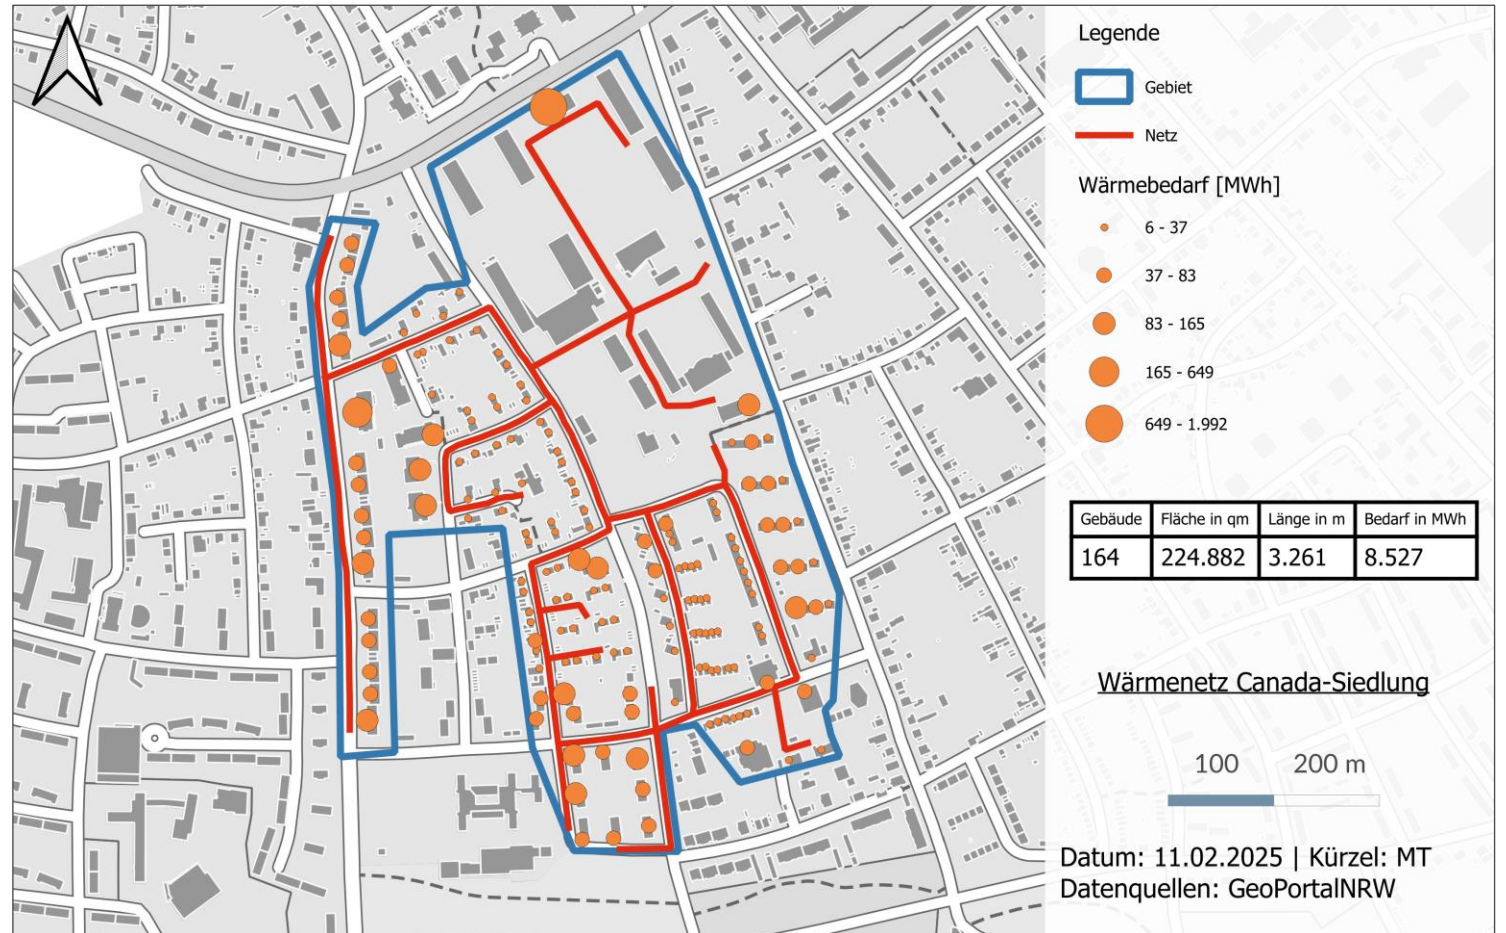 Legende
Gebiet
Netz
Wärmebedarf [MWh]
6 - 37
37 - 83
83 - 165
165 - 649
649 - 1.992
Gebäude Fläche in qm Länge in m Bedarf in MWh
164 224.882 3.261 8.527
Wärmenetz Canada-Siedlung
100 200 m
Datum: 11.02.2025 | Kürzel: MT
Datenquellen: GeoPortalNRW